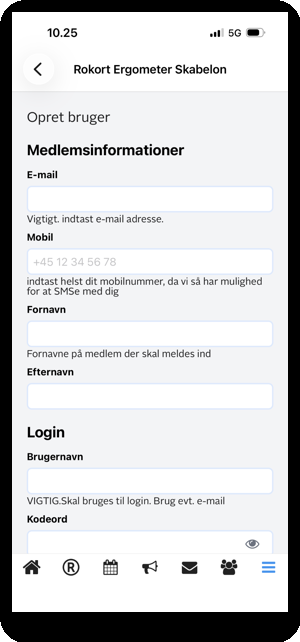 10.25
5G
Rokort Ergometer Skabelon
Opret bruger
Medlemsinformationer
E-mail
Vigtigt. indtast e-mail adresse.
Mobil
+45 12 34 56 78
indtast helst dit mobilnummer, da vi så har mulighed
for at SMSe med dig
Fornavn
Fornavne på medlem der skal meldes ind
Efternavn
Login
Brugernavn
VIGTIG.Skal bruges til login. Brug evt. e-mail
Kodeord
®